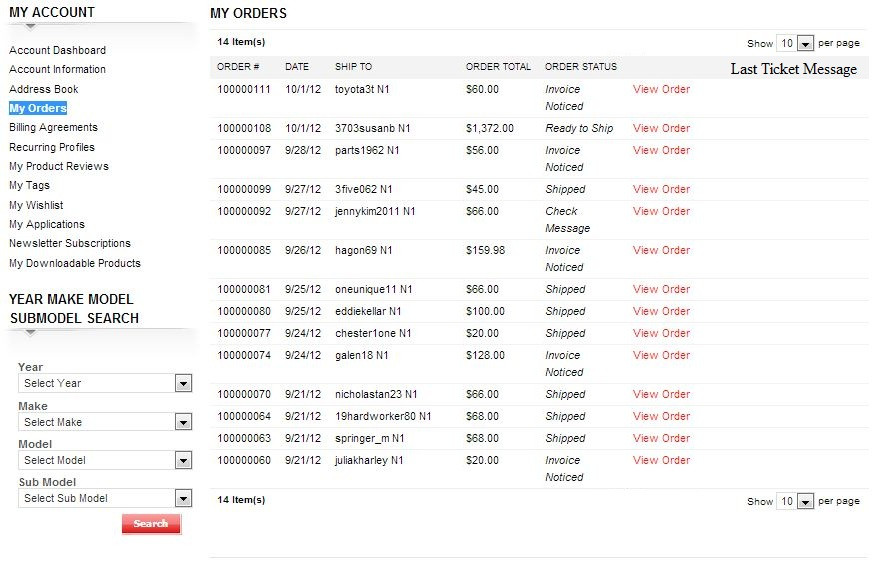 MY ACCOUNT
Account Dashboard
Account Information
Address Book
My Orders
Billing Agreements
Recurring Profiles
My Product Reviews
My Tags
My Wishlist
My Applications
Newsletter Subscriptions
My Downloadable Products
YEAR MAKE MODEL
SUBMODEL SEARCH
Year
Select Year
Make
Select Make
Model
Select Model
Sub Model
Select Sub Model
Search
MY ORDERS
14 Item(s)
Show 10 per page
ORDER # DATE SHIP TO ORDER TOTAL ORDER STATUS Last Ticket Message
100000111 10/1/12 toyota3t N1 $60.00 Invoice View Order
Noticed
100000108 10/1/12 3703susanb N1 $1,372.00 Ready to Ship View Order
100000097 9/28/12 parts1962 N1 $56.00 Invoice View Order
Noticed
100000099 9/27/12 3five062 N1 $45.00 Shipped View Order
100000092 9/27/12 jennykim2011 N1 $66.00 Check View Order
Message
100000085 9/26/12 hagon69 N1 $159.98 Invoice View Order
Noticed
100000081 9/25/12 oneunique11 N1 $66.00 Shipped View Order
100000080 9/25/12 eddiekellar N1 $100.00 Shipped View Order
100000077 9/24/12 chester1one N1 $20.00 Shipped View Order
100000074 9/24/12 galen18 N1 $128.00 Invoice View Order
Noticed
100000070 9/21/12 nicholastan23 N1 $66.00 Shipped View Order
100000064 9/21/12 19hardworker80 N1 $68.00 Shipped View Order
100000063 9/21/12 springer_m N1 $68.00 Shipped View Order
100000060 9/21/12 juliakharley N1 $20.00 Invoice View Order
Noticed
14 Item(s)
Show 10 per page